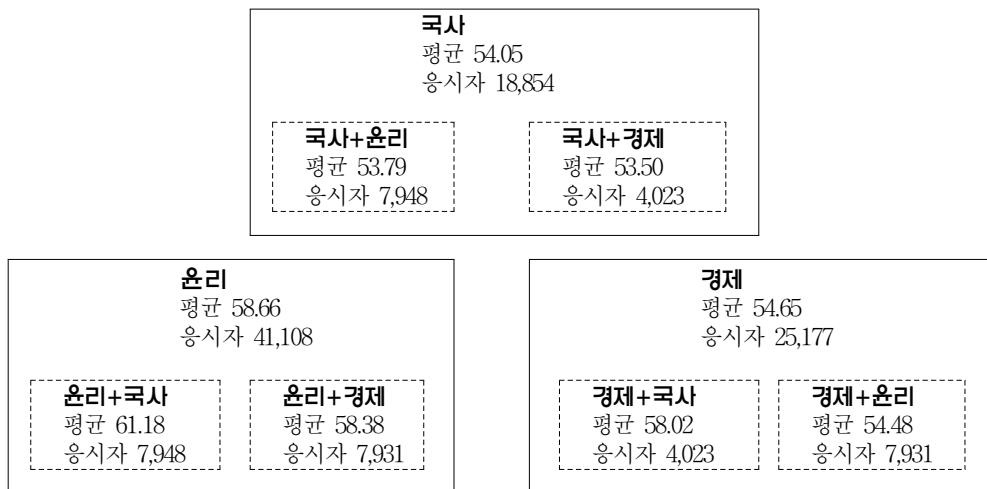 국사
평균 54.05
응시자 18,854
국사+윤리
평균 53.79
응시자 7,948
국사+경제
평균 53.50
응시자 4,023
윤리
평균 58.66
응시자 41,108
윤리+국사
평균 61.18
응시자 7,948
윤리+경제
평균 58.38
응시자 7,931
경제
평균 54.65
응시자 25,177
경제+국사
평균 58.02
응시자 4,023
경제+윤리
평균 54.48
응시자 7,931